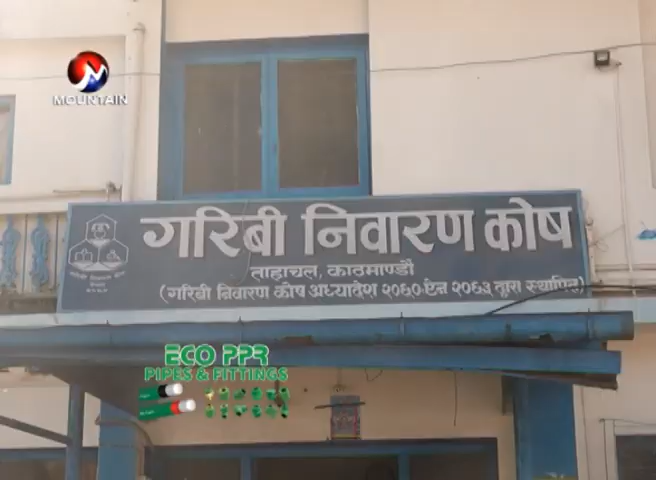 MOUNTAIN
गरिबी निवारण कोष
ताहाचल, काठमाण्डौं
(गरिबी निवारण कोष अध्यादेश २०६० ऐन २०६३ द्वारा स्थापित)
ECO PPR
PIPES & FITTINGS